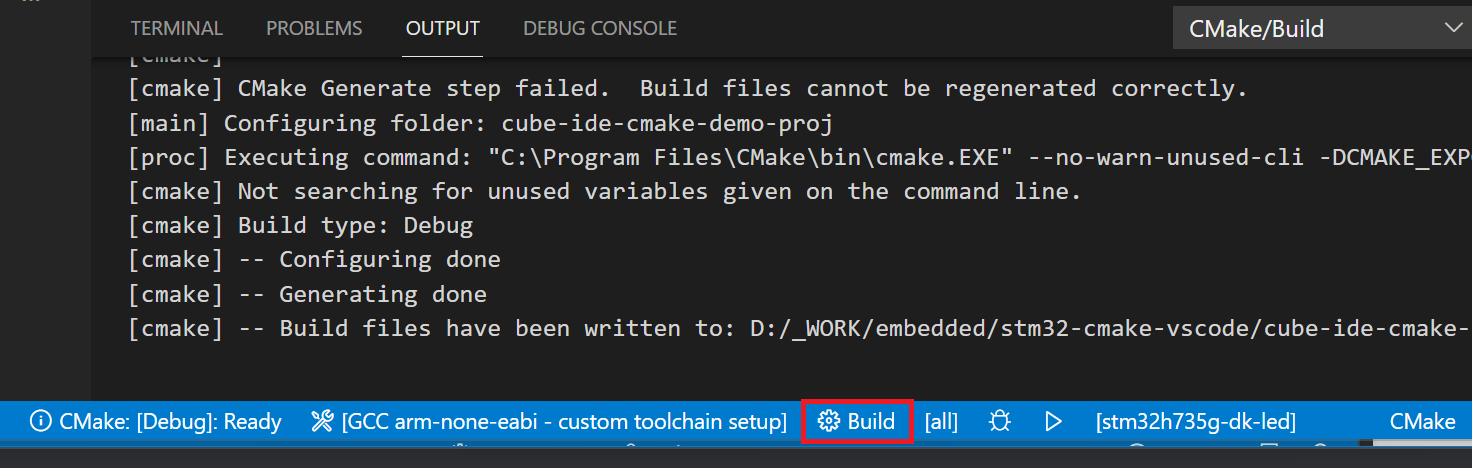 TERMINAL PROBLEMS OUTPUT DEBUG CONSOLE CMake/Build
[cmake]
[cmake] CMake Generate step failed.  Build files cannot be regenerated correctly.
[main] Configuring folder: cube-ide-cmake-demo-proj
[proc] Executing command: "C:\Program Files\CMake\bin\cmake.EXE" --no-warn-unused-cli -DCMAKE_EXPO
[cmake] Not searching for unused variables given on the command line.
[cmake] Build type: Debug
[cmake] -- Configuring done
[cmake] -- Generating done
[cmake] -- Build files have been written to: D:/_WORK/embedded/stm32-cmake-vscode/cube-ide-cmake-
CMake: [Debug]: Ready [GCC arm-none-eabi - custom toolchain setup] Build [all] [stm32h735g-dk-led] CMake